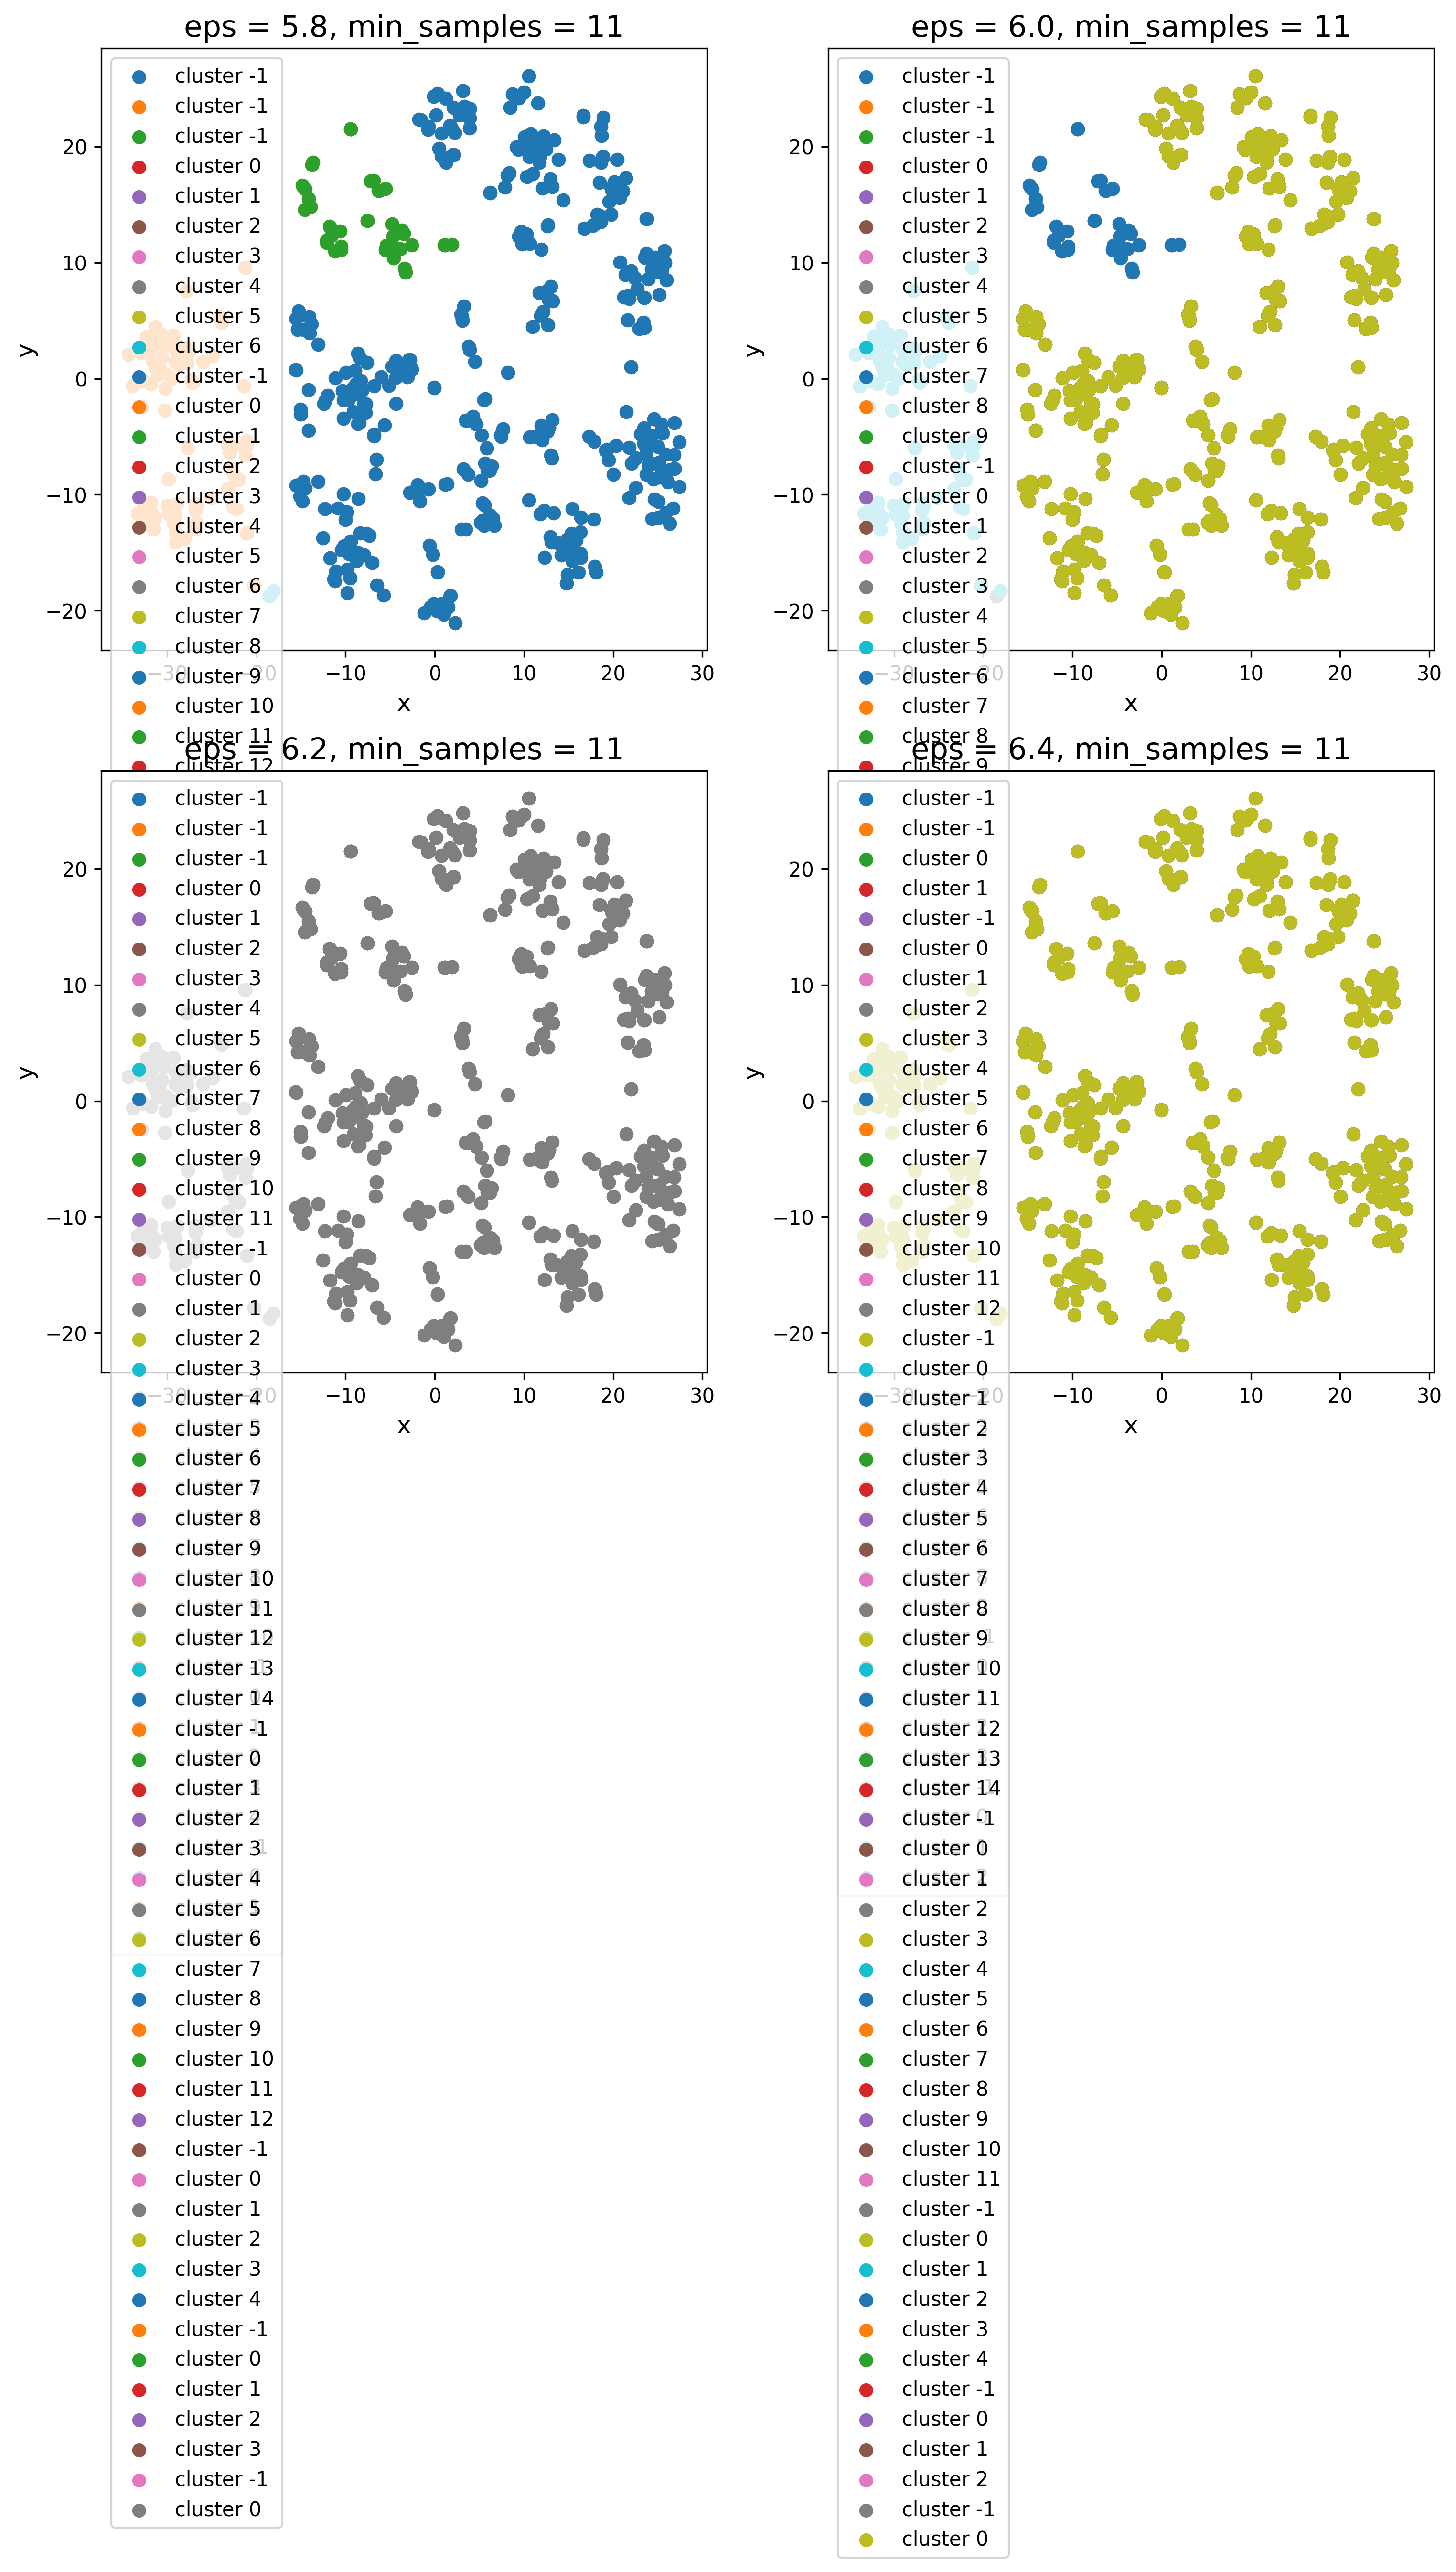 eps = 5.8, min_samples = 11
cluster -1
cluster -1
cluster -1
cluster 0
cluster 1
cluster 2
cluster 3
cluster 4
cluster 5
cluster 6
cluster -1
cluster 0
cluster 1
cluster 2
cluster 3
cluster 4
cluster 5
cluster 6
cluster 7
cluster 8
cluster 9
cluster 10
cluster 11
cluster 12
y
20
10
0
−10
−20
−30 −20 −10 0 10 20 30
x
eps = 6.0, min_samples = 11
cluster -1
cluster -1
cluster -1
cluster 0
cluster 1
cluster 2
cluster 3
cluster 4
cluster 5
cluster 6
cluster 7
cluster 8
cluster 9
cluster -1
cluster 0
cluster 1
cluster 2
cluster 3
cluster 4
cluster 5
cluster 6
cluster 7
cluster 8
cluster 9
y
20
10
0
−10
−20
−30 −20 −10 0 10 20 30
x
eps = 6.2, min_samples = 11
cluster -1
cluster -1
cluster -1
cluster 0
cluster 1
cluster 2
cluster 3
cluster 4
cluster 5
cluster 6
cluster 7
cluster 8
cluster 9
cluster 10
cluster 11
cluster -1
cluster 0
cluster 1
cluster 2
cluster 3
cluster 4
cluster 5
cluster 6
cluster 7
cluster 8
cluster 9
cluster 10
cluster 11
cluster 12
cluster 13
cluster 14
cluster -1
cluster 0
cluster 1
cluster 2
cluster 3
cluster 4
cluster 5
cluster 6
cluster 7
cluster 8
cluster 9
cluster 10
cluster 11
cluster 12
cluster -1
cluster 0
cluster 1
cluster 2
cluster 3
cluster 4
cluster -1
cluster 0
cluster 1
cluster 2
cluster 3
cluster -1
cluster 0
y
20
10
0
−10
−20
−30 −20 −10 0 10 20 30
x
eps = 6.4, min_samples = 11
cluster -1
cluster -1
cluster 0
cluster 1
cluster -1
cluster 0
cluster 1
cluster 2
cluster 3
cluster 4
cluster 5
cluster 6
cluster 7
cluster 8
cluster 9
cluster 10
cluster 11
cluster 12
cluster -1
cluster 0
cluster 1
cluster 2
cluster 3
cluster 4
cluster 5
cluster 6
cluster 7
cluster 8
cluster 9
cluster 10
cluster 11
cluster 12
cluster 13
cluster 14
cluster -1
cluster 0
cluster 1
cluster 2
cluster 3
cluster 4
cluster 5
cluster 6
cluster 7
cluster 8
cluster 9
cluster 10
cluster 11
cluster -1
cluster 0
cluster 1
cluster 2
cluster 3
cluster 4
cluster -1
cluster 0
cluster 1
cluster 2
cluster -1
cluster 0
y
20
10
0
−10
−20
−30 −20 −10 0 10 20 30
x